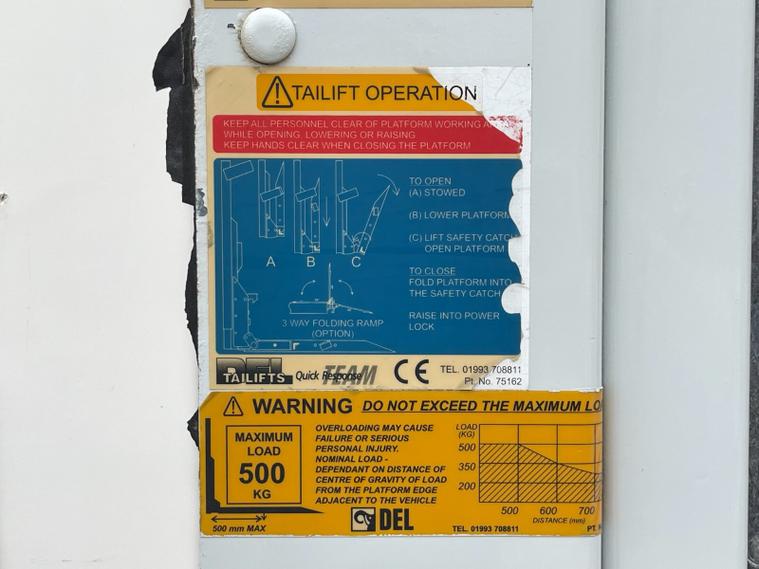 TAILIFT OPERATION
KEEP ALL PERSONNEL CLEAR OF PLATFORM WORKING
WHILE OPENING, LOWERING OR RAISING
KEEP HANDS CLEAR WHEN CLOSING THE PLATFORM
TO OPEN
(A) STOWED
(B) LOWER PLATFORM
(C) LIFT SAFETY CATCH
OPEN PLATFORM
A B C
TO CLOSE
FOLD PLATFORM INTO
THE SAFETY CATCH
RAISE INTO POWER
LOCK
3 WAY FOLDING RAMP
(OPTION)
DEL
TAILIFTS Quick Response TEAM CE
TEL. 01993 708811
Pt. No. 75162
WARNING DO NOT EXCEED THE MAXIMUM LO
MAXIMUM
LOAD
500
KG
500 mm MAX
OVERLOADING MAY CAUSE
FAILURE OR SERIOUS
PERSONAL INJURY.
NOMINAL LOAD -
DEPENDANT ON DISTANCE OF
CENTRE OF GRAVITY OF LOAD
FROM THE PLATFORM EDGE
ADJACENT TO THE VEHICLE
DEL
LOAD
(KG)
500
350
200
500 600 700
DISTANCE (mm)
TEL. 01993 708811
PT.